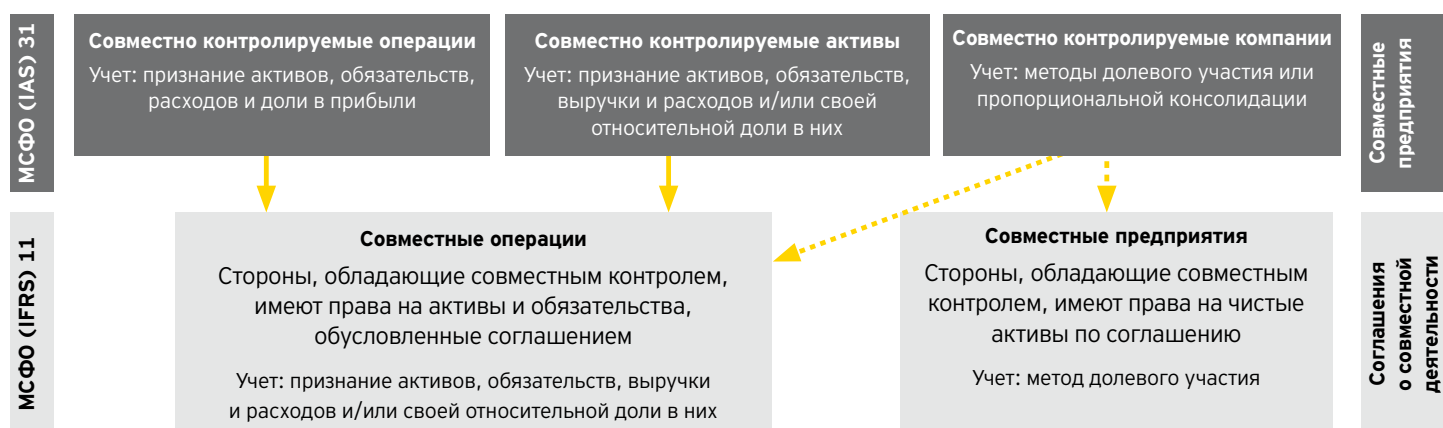 МСФО (IAS) 31
Совместно контролируемые операции
Учет: признание активов, обязательств,
расходов и доли в прибыли
Совместно контролируемые активы
Учет: признание активов, обязательств,
выручки и расходов и/или своей
относительной доли в них
Совместно контролируемые компании
Учет: методы долевого участия или
пропорциональной консолидации
Совместные
предприятия
МСФО (IFRS) 11
Совместные операции
Стороны, обладающие совместным контролем,
имеют права на активы и обязательства,
обусловленные соглашением
Учет: признание активов, обязательств, выручки
и расходов и/или своей относительной доли в них
Совместные предприятия
Стороны, обладающие совместным
контролем, имеют права на чистые
активы по соглашению
Учет: метод долевого участия
Соглашения
о совместной
деятельности